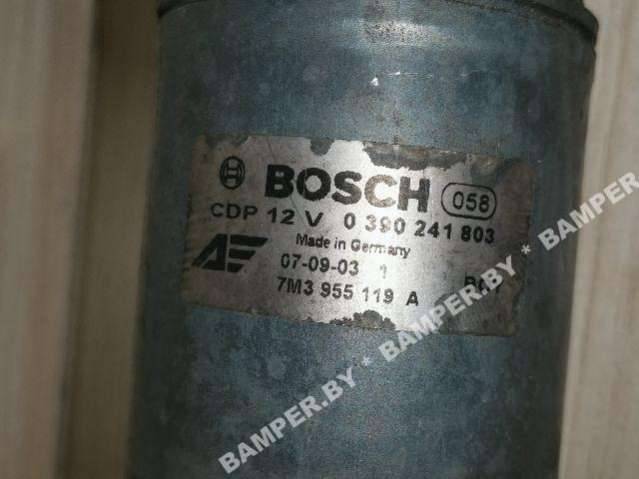 BOSCH 058
CDP 12 V 0 390 241 803
Made in Germany
AE 07-09-03 1
7M3 955 119 A
BAMPER.BY * BAMPER.BY * BAMPER